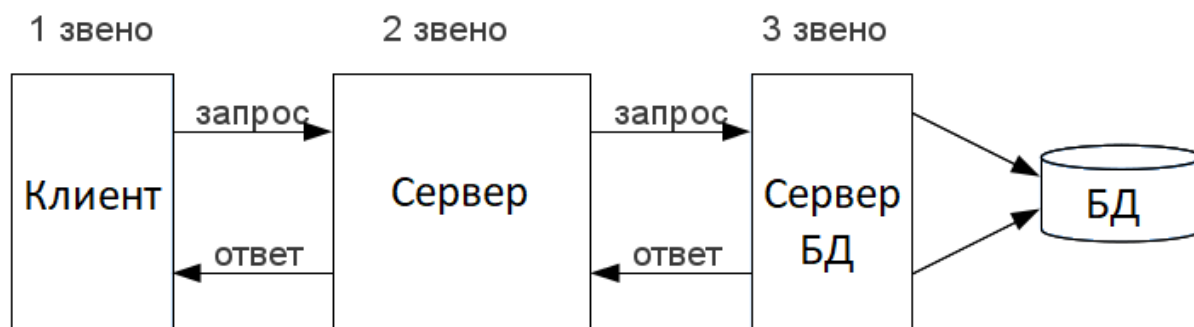 1 звено
2 звено
3 звено
запрос
запрос
Клиент
Сервер
Сервер
БД
БД
ответ
ответ